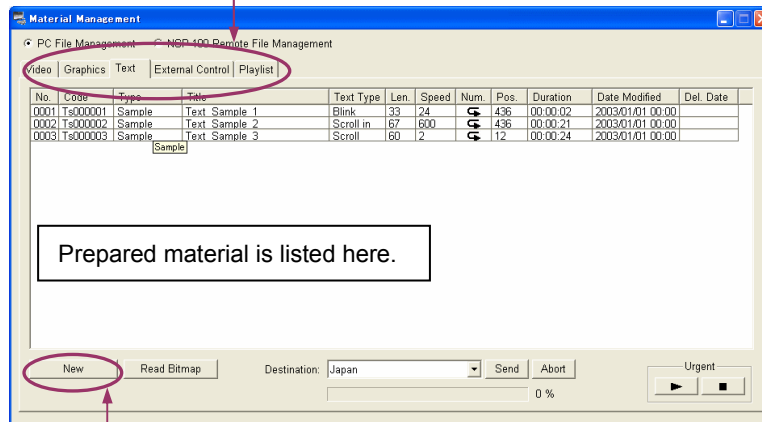 Material Management
PC File Management NSP-100 Remote File Management
Video Graphics Text External Control Playlist
No. Code Type Title Text Type Len. Speed Num. Pos. Duration Date Modified Del. Date
0001 Ts000001 Sample Text Sample 1 Blink 33 24 436 00:00:02 2003/01/01 00:00
0002 Ts000002 Sample Text Sample 2 Scroll in 67 600 436 00:00:21 2003/01/01 00:00
0003 Ts000003 Sample Text Sample 3 Scroll 60 2 12 00:00:24 2003/01/01 00:00
Sample
Prepared material is listed here.
New Read Bitmap Destination: Japan Send Abort Urgent
0 %